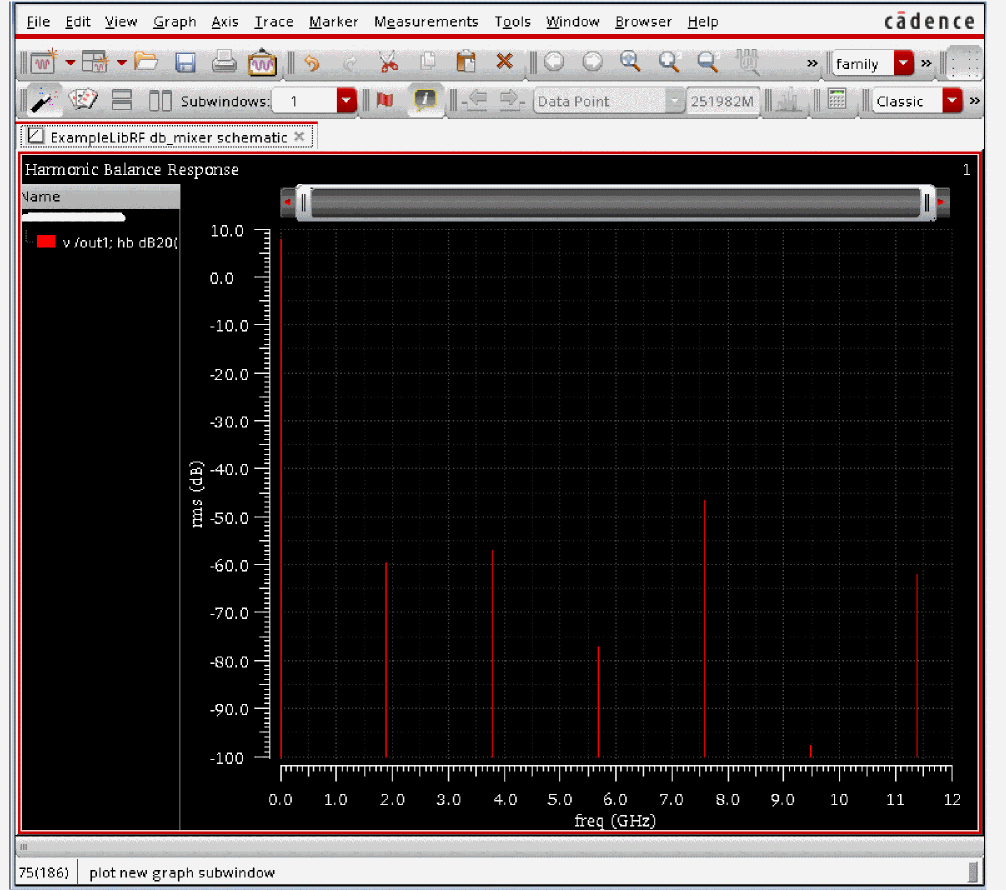 File Edit View Graph Axis Trace Marker Measurements Tools Window Browser Help cādence
» family »
Subwindows: 1 Data Point 251982M Classic »
ExampleLibRF db_mixer schematic
Harmonic Balance Response 1
Name
v /out1; hb dB20(
10.0
0.0
-10.0
-20.0
-30.0
-40.0
-50.0
-60.0
-70.0
-80.0
-90.0
-100
rms (dB)
0.0 1.0 2.0 3.0 4.0 5.0 6.0 7.0 8.0 9.0 10 11 12
freq (GHz)
75(186) plot new graph subwindow